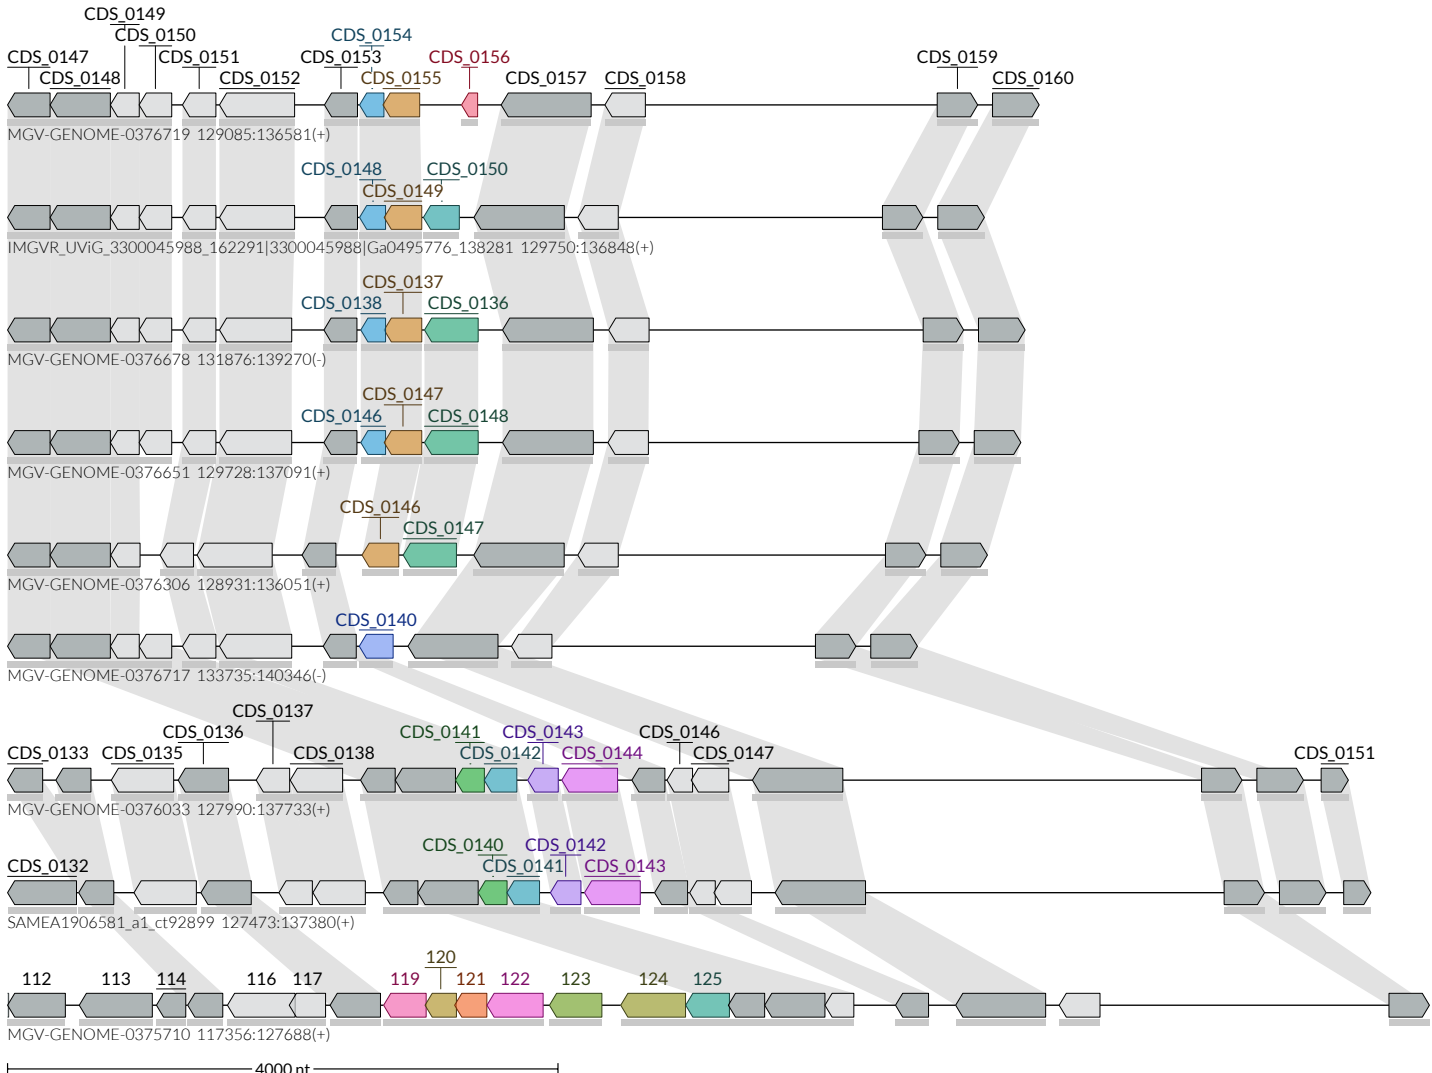 CDS_0149
CDS_0150 CDS_0154
CDS_0147 CDS_0151 CDS_0153 CDS_0156 CDS_0159
CDS_0148 CDS_0152 CDS_0155 CDS_0157 CDS_0158 CDS_0160
MGV-GENOME-0376719 129085:136581(+)
CDS_0148 CDS_0150
CDS_0149
IMGVR_UViG_3300045988_162291|3300045988|Ga0495776_138281 129750:136848(+)
CDS_0137
CDS_0138 CDS_0136
MGV-GENOME-0376678 131876:139270(-)
CDS_0147
CDS_0146 CDS_0148
MGV-GENOME-0376651 129728:137091(+)
CDS_0146
CDS_0147
MGV-GENOME-0376306 128931:136051(+)
CDS_0140
MGV-GENOME-0376717 133735:140346(-)
CDS_0137
CDS_0136 CDS_0141 CDS_0143 CDS_0146
CDS_0133 CDS_0135 CDS_0138 CDS_0142 CDS_0144 CDS_0147 CDS_0151
MGV-GENOME-0376033 127990:137733(+)
CDS_0140 CDS_0142
CDS_0132 CDS_0141 CDS_0143
SAMEA1906581_a1_ct92899 127473:137380(+)
120
112 113 114 116 117 119 121 122 123 124 125
MGV-GENOME-0375710 117356:127688(+)
4000 nt